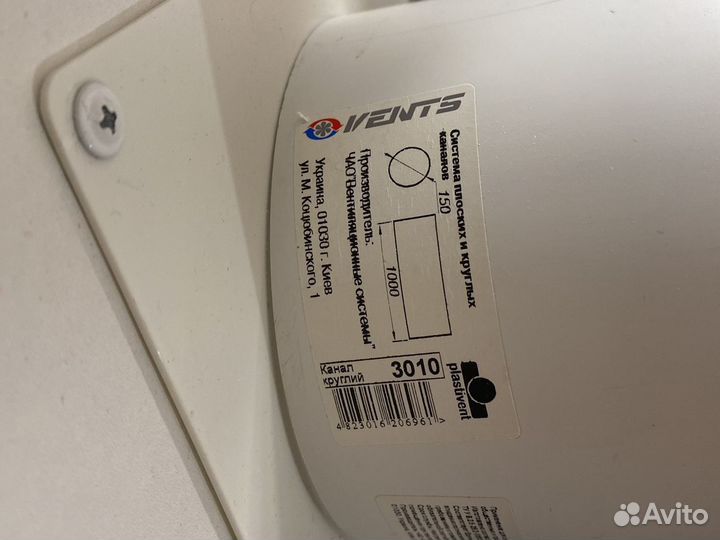 VENTS
Система плоских и круглых
каналов
150
1000
Производитель:
ЧАО"Вентиляционные системы"
Украина, 01030 г. Киев
ул. М. Коцюбинского, 1
Канал
круглий
3010
4823016206961>
plastivent
Avito